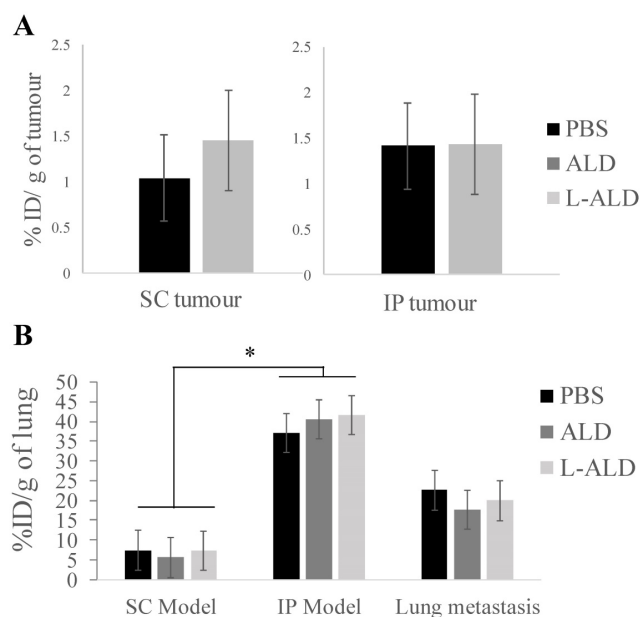 A
% ID/ g of tumour
2.5
2
1.5
1
0.5
0
SC tumour
2.5
2
1.5
1
0.5
0
IP tumour
PBS
ALD
L-ALD
B
*
%ID/g of lung
50
45
40
35
30
25
20
15
10
5
0
SC Model
IP Model
Lung metastasis
PBS
ALD
L-ALD